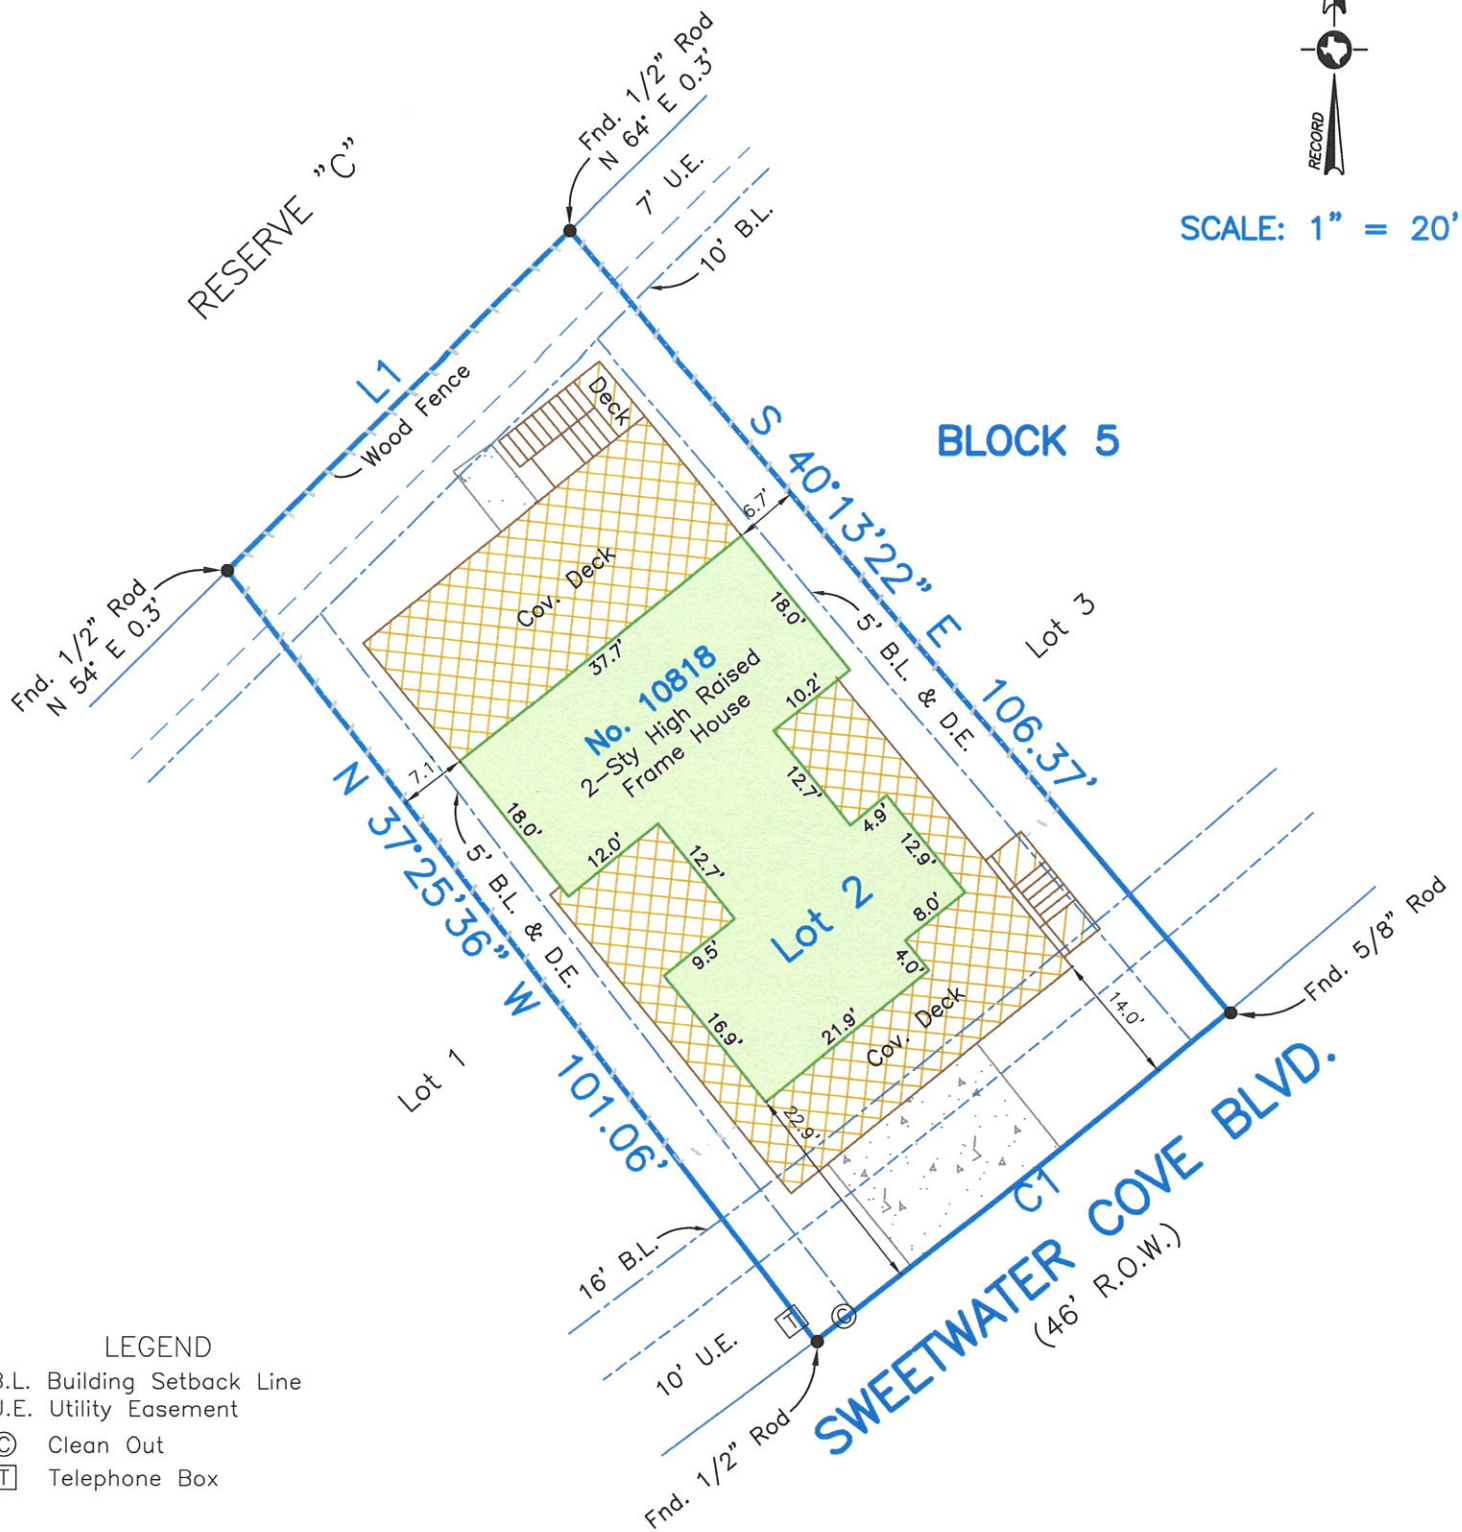 Fnd. 1/2" Rod
N 64° E 0.3'
RECORD
SCALE: 1" = 20'
RESERVE "C"
7' U.E.
10' B.L.
L1
Wood Fence
Deck
BLOCK 5
S 40°13'22" E 106.37'
6.7'
Cov. Deck
Fnd. 1/2" Rod
N 54° E 0.3'
37.7'
18.0'
5' B.L. & D.E.
Lot 3
No. 10818
2-Sty High Raised
Frame House
10.2'
7.1
N 37°25'36" W 101.06'
18.0'
12.0'
12.7'
12.7'
4.9'
12.9'
5' B.L. & D.E.
Lot 2
8.0'
4.0'
9.5'
16.9'
21.9'
Cov. Deck
14.0'
Fnd. 5/8" Rod
Lot 1
22.9'
C1
SWEETWATER COVE BLVD.
(46' R.O.W.)
16' B.L.
10' U.E.
T
C
Fnd. 1/2" Rod
LEGEND
B.L. Building Setback Line
U.E. Utility Easement
C Clean Out
T Telephone Box